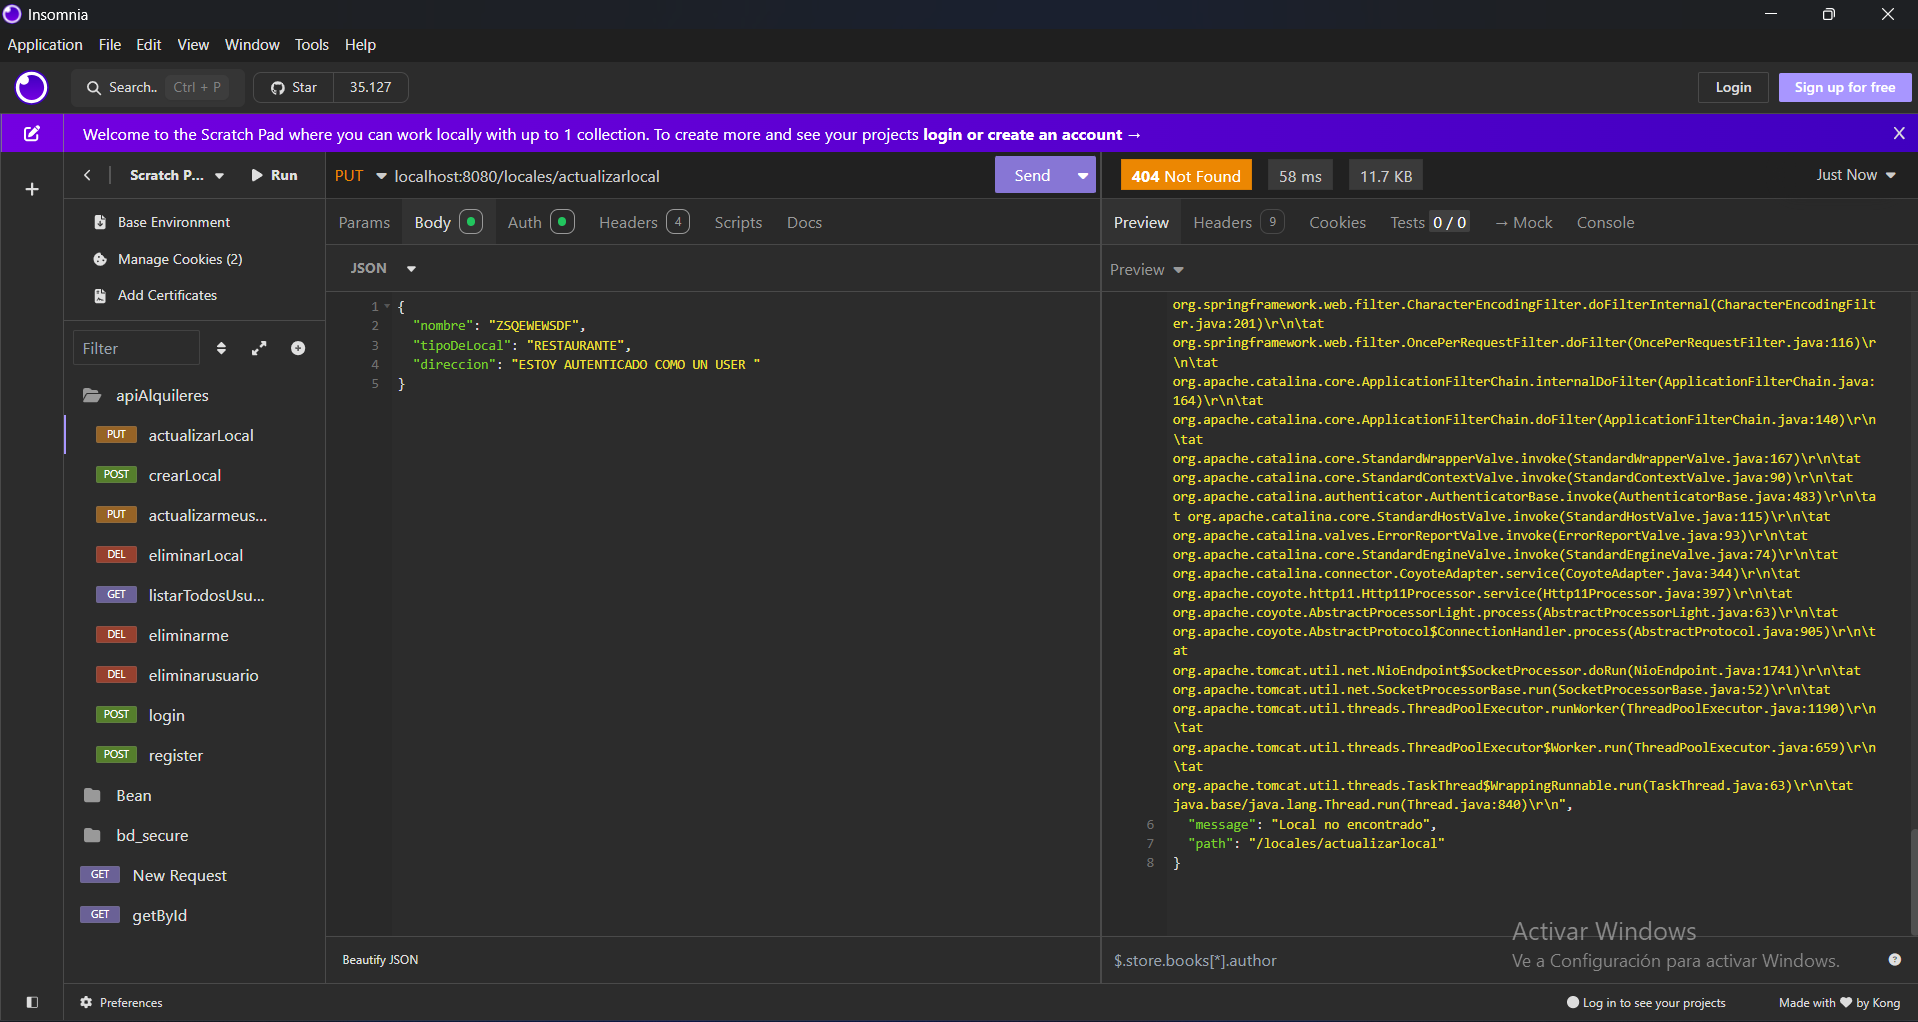 Insomnia
Application File Edit View Window Tools Help
Search.. Ctrl + P Star 35.127 Login Sign up for free
Welcome to the Scratch Pad where you can work locally with up to 1 collection. To create more and see your projects login or create an account →
Scratch P... Run
Base Environment
Manage Cookies (2)
Add Certificates
Filter
apiAlquileres
PUT actualizarLocal
POST crearLocal
PUT actualizarmeus...
DEL eliminarLocal
GET listarTodosUsu...
DEL eliminarme
DEL eliminarusuario
POST login
POST register
Bean
bd_secure
GET New Request
GET getById
PUT localhost:8080/locales/actualizarlocal Send
Params Body Auth Headers 4 Scripts Docs
JSON
1 {
2 "nombre": "ZSQEWEWSDF",
3 "tipoDeLocal": "RESTAURANTE",
4 "direccion": "ESTOY AUTENTICADO COMO UN USER "
5 }
Beautify JSON
404 Not Found 58 ms 11.7 KB Just Now
Preview Headers 9 Cookies Tests 0 / 0 → Mock Console
Preview
org.springframework.web.filter.CharacterEncodingFilter.doFilterInternal(CharacterEncodingFilt
er.java:201)\r\n\tat
org.springframework.web.filter.OncePerRequestFilter.doFilter(OncePerRequestFilter.java:116)\r
\n\tat
org.apache.catalina.core.ApplicationFilterChain.internalDoFilter(ApplicationFilterChain.java:
164)\r\n\tat
org.apache.catalina.core.ApplicationFilterChain.doFilter(ApplicationFilterChain.java:140)\r\n
\tat
org.apache.catalina.core.StandardWrapperValve.invoke(StandardWrapperValve.java:167)\r\n\tat
org.apache.catalina.core.StandardContextValve.invoke(StandardContextValve.java:90)\r\n\tat
org.apache.catalina.authenticator.AuthenticatorBase.invoke(AuthenticatorBase.java:483)\r\n\ta
t org.apache.catalina.core.StandardHostValve.invoke(StandardHostValve.java:115)\r\n\tat
org.apache.catalina.valves.ErrorReportValve.invoke(ErrorReportValve.java:93)\r\n\tat
org.apache.catalina.core.StandardEngineValve.invoke(StandardEngineValve.java:74)\r\n\tat
org.apache.catalina.connector.CoyoteAdapter.service(CoyoteAdapter.java:344)\r\n\tat
org.apache.coyote.http11.Http11Processor.service(Http11Processor.java:397)\r\n\tat
org.apache.coyote.AbstractProcessorLight.process(AbstractProcessorLight.java:63)\r\n\tat
org.apache.coyote.AbstractProtocol$ConnectionHandler.process(AbstractProtocol.java:905)\r\n\t
at
org.apache.tomcat.util.net.NioEndpoint$SocketProcessor.doRun(NioEndpoint.java:1741)\r\n\tat
org.apache.tomcat.util.net.SocketProcessorBase.run(SocketProcessorBase.java:52)\r\n\tat
org.apache.tomcat.util.threads.ThreadPoolExecutor.runWorker(ThreadPoolExecutor.java:1190)\r\n
\tat
org.apache.tomcat.util.threads.ThreadPoolExecutor$Worker.run(ThreadPoolExecutor.java:659)\r\n
\tat
org.apache.tomcat.util.threads.TaskThread$WrappingRunnable.run(TaskThread.java:63)\r\n\tat
java.base/java.lang.Thread.run(Thread.java:840)\r\n",
6 "message": "Local no encontrado",
7 "path": "/locales/actualizarlocal"
8 }
Activar Windows
Ve a Configuración para activar Windows.
$.store.books[*].author
Preferences
Log in to see your projects
Made with ❤ by Kong